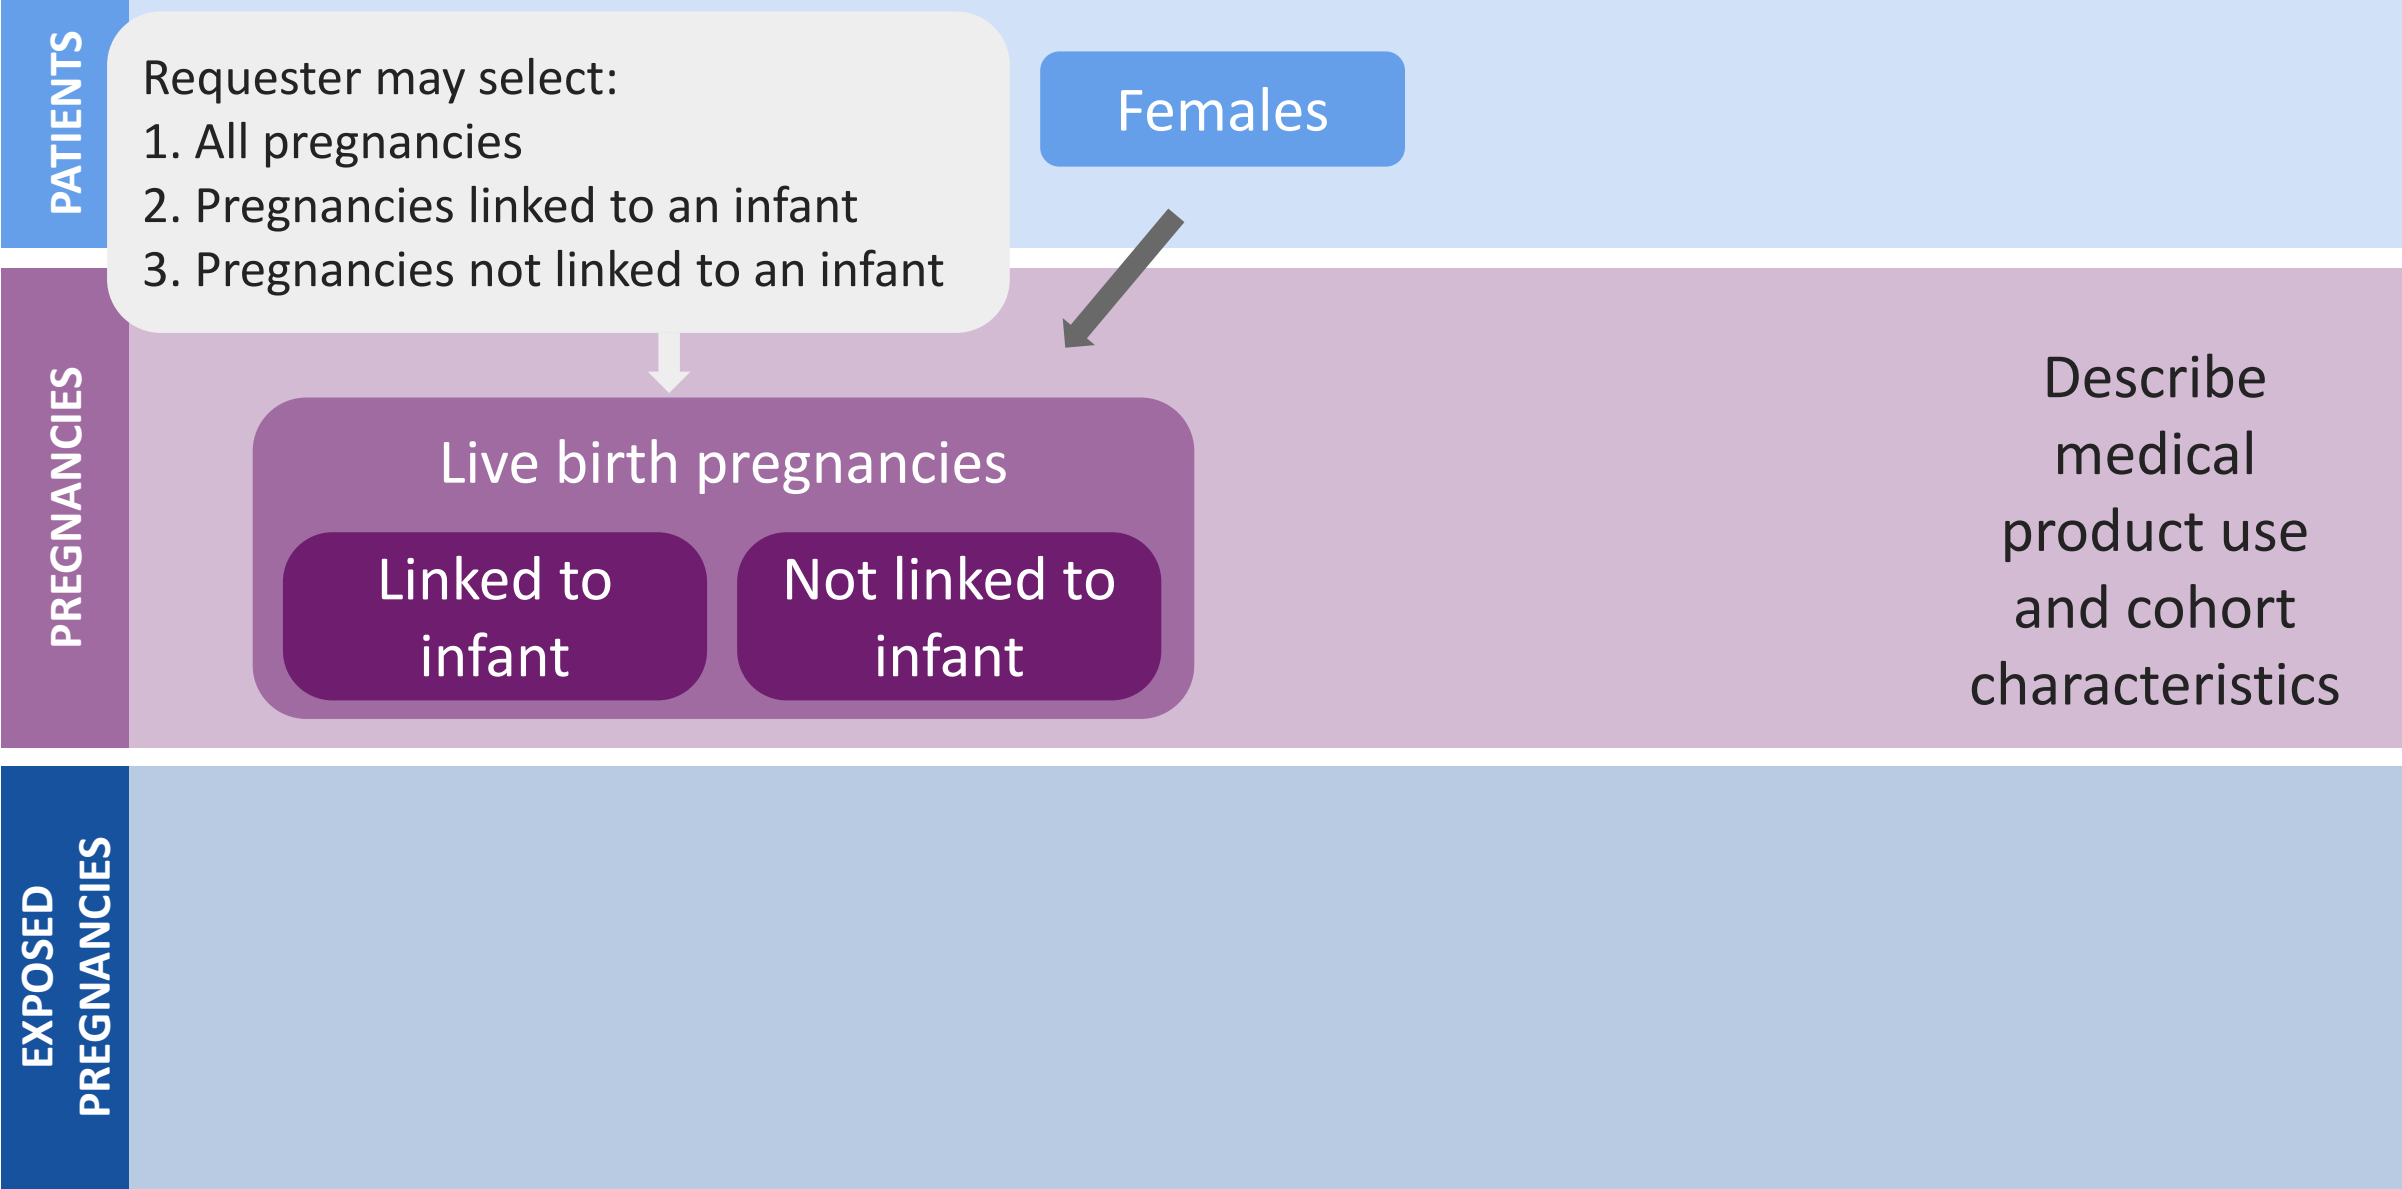 PATIENTS
Requester may select:
1. All pregnancies
2. Pregnancies linked to an infant
3. Pregnancies not linked to an infant
Females
PREGNANCIES
Live birth pregnancies
Linked to
infant
Not linked to
infant
Describe
medical
product use
and cohort
characteristics
EXPOSED
PREGNANCIES